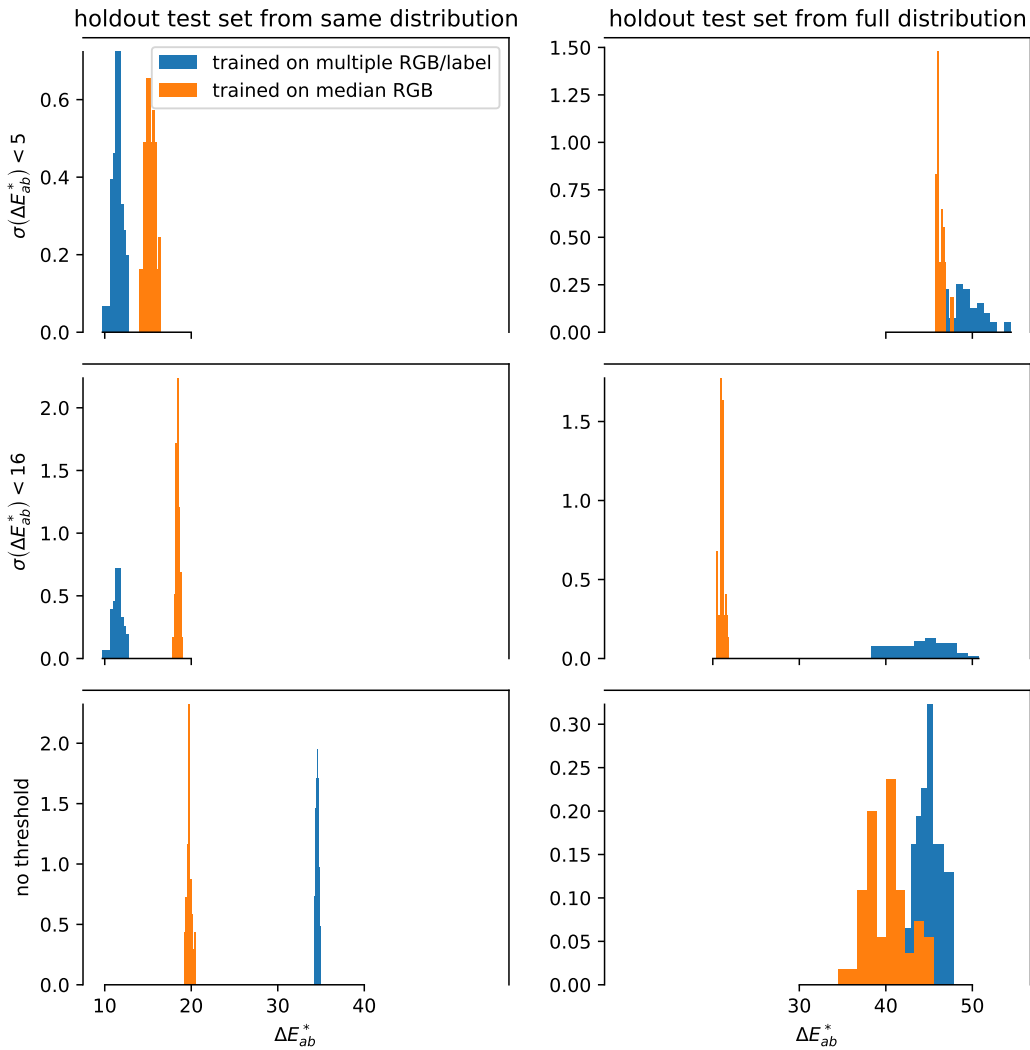 holdout test set from same distribution
holdout test set from full distribution
trained on multiple RGB/label
trained on median RGB
σ(ΔE*ab) < 5
0.6
0.4
0.2
0.0
1.50
1.25
1.00
0.75
0.50
0.25
0.00
σ(ΔE*ab) < 16
2.0
1.5
1.0
0.5
0.0
1.5
1.0
0.5
0.0
no threshold
2.0
1.5
1.0
0.5
0.0
10 20 30 40
ΔE*ab
0.30
0.25
0.20
0.15
0.10
0.05
0.00
30 40 50
ΔE*ab